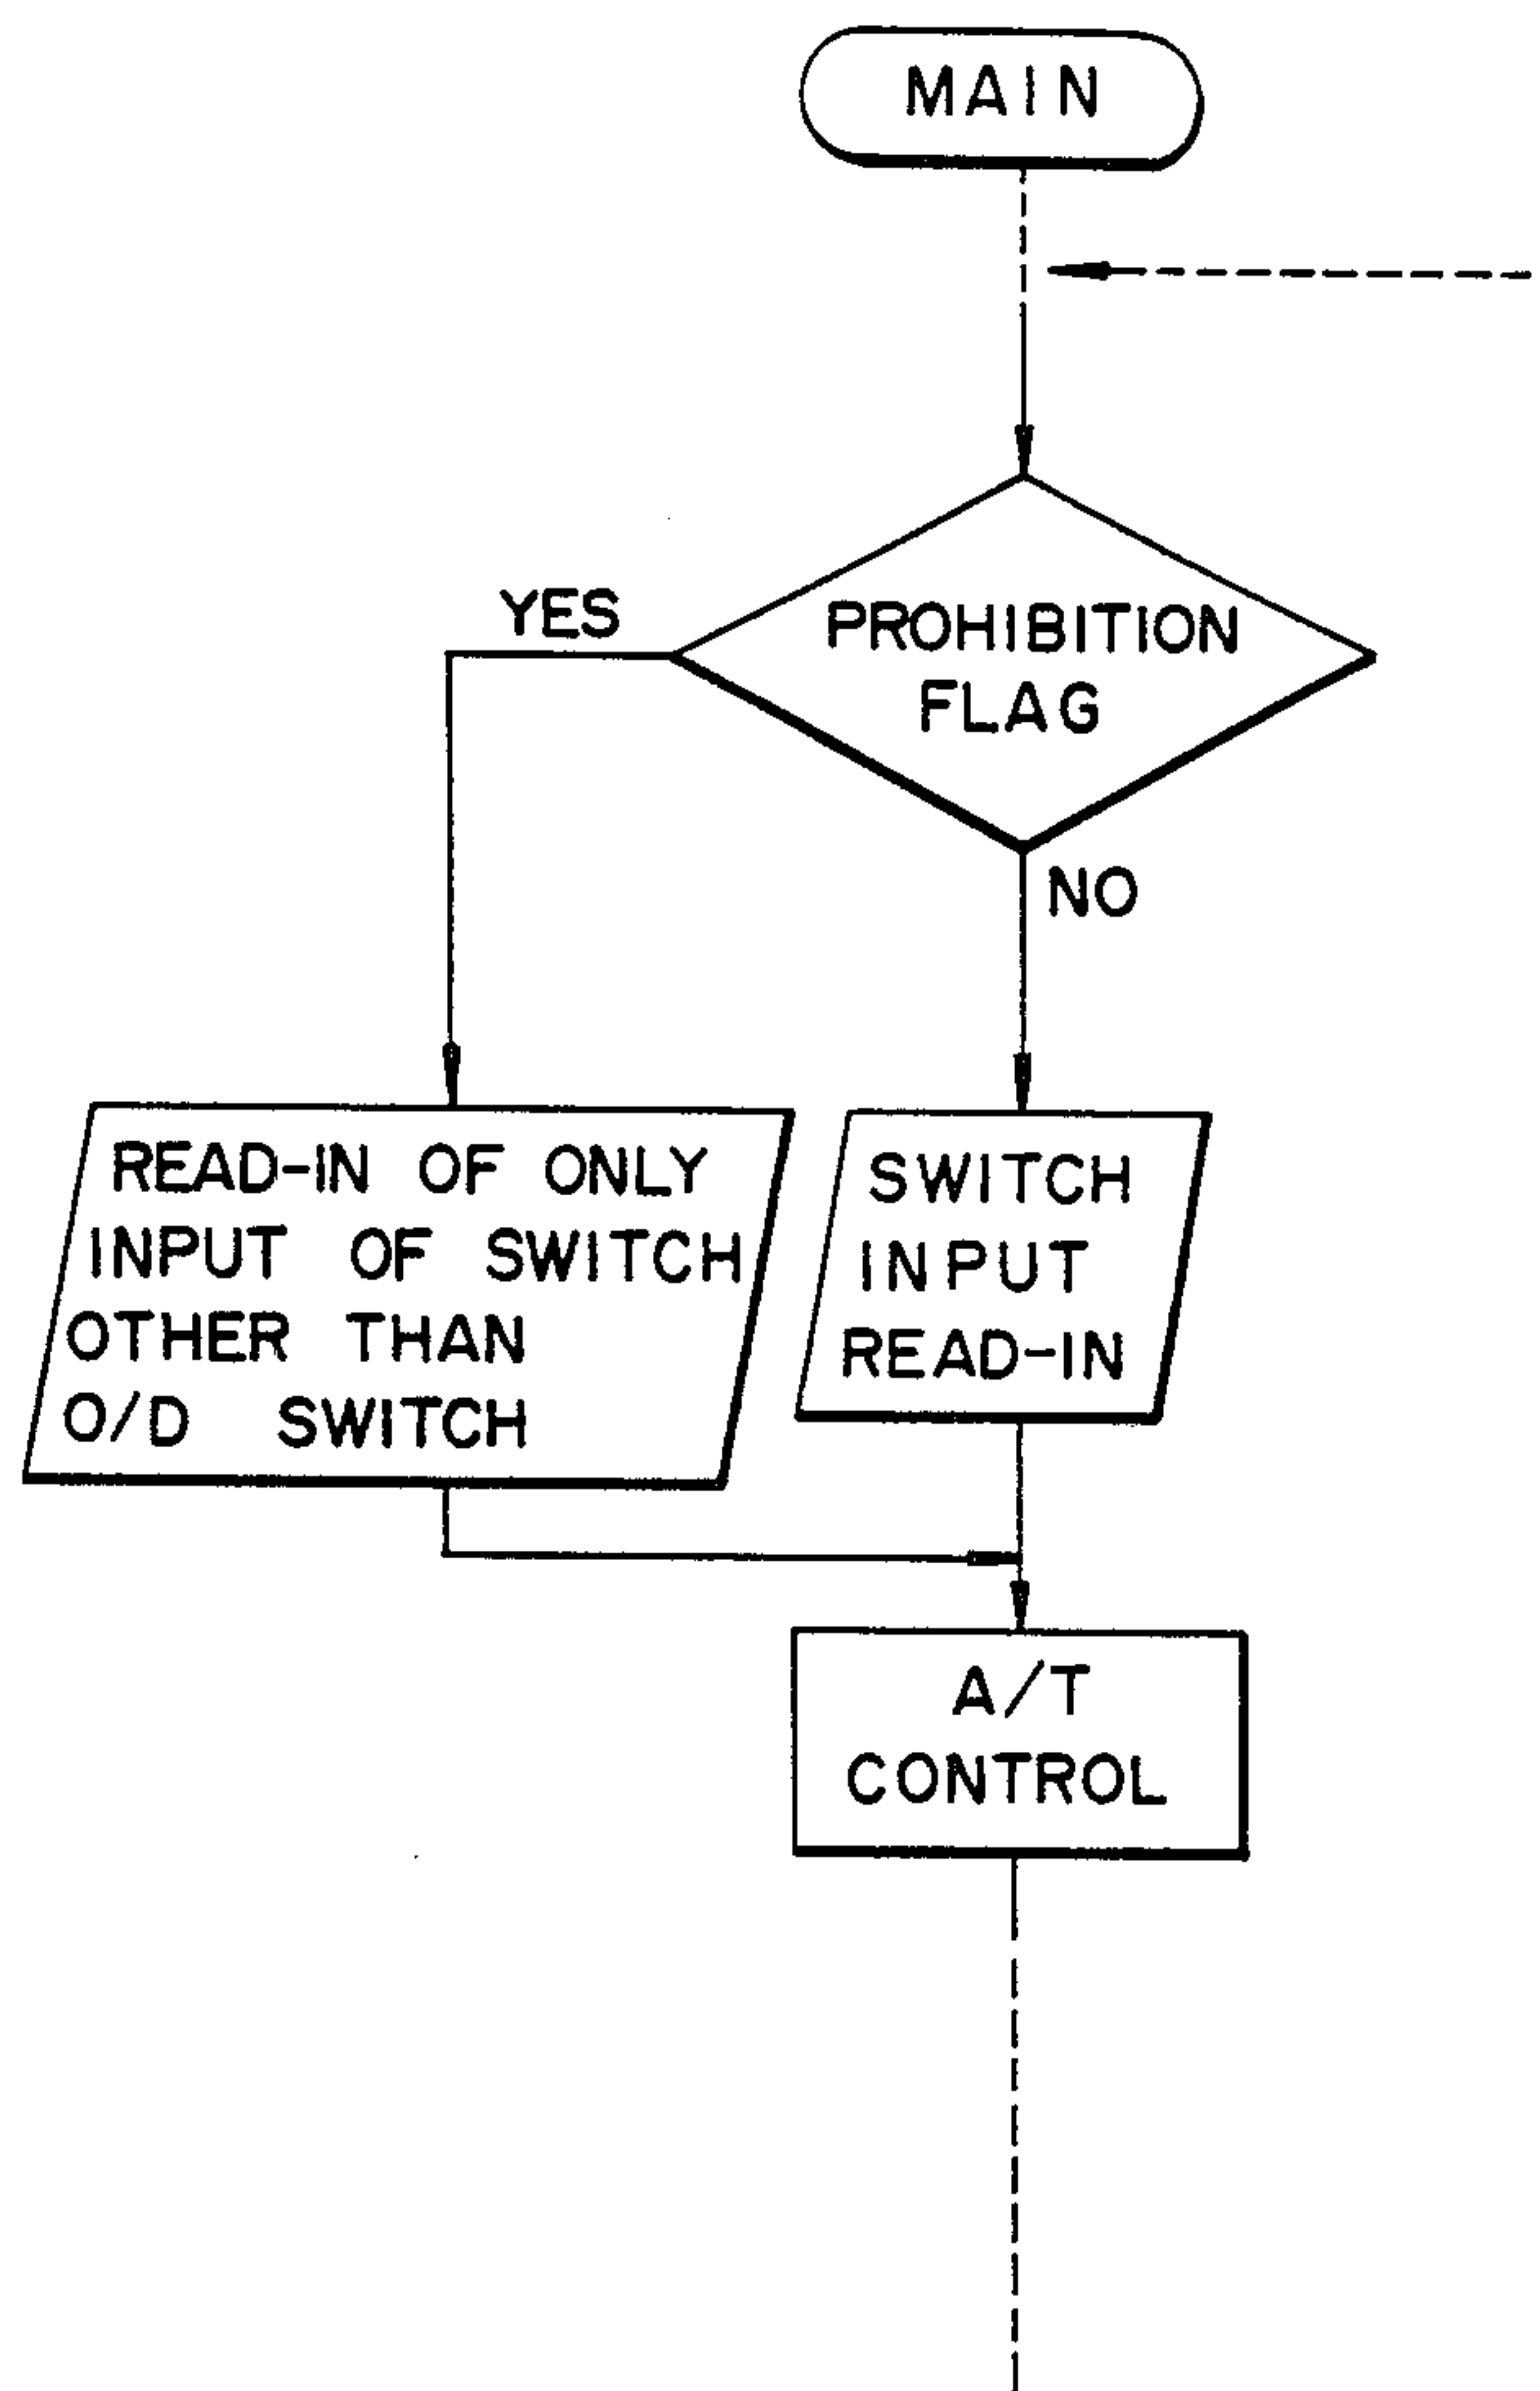 MAIN
PROHIBITION
FLAG
YES
NO
READ-IN OF ONLY
INPUT OF SWITCH
OTHER THAN
O/D SWITCH
SWITCH
INPUT
READ-IN
A/T
CONTROL